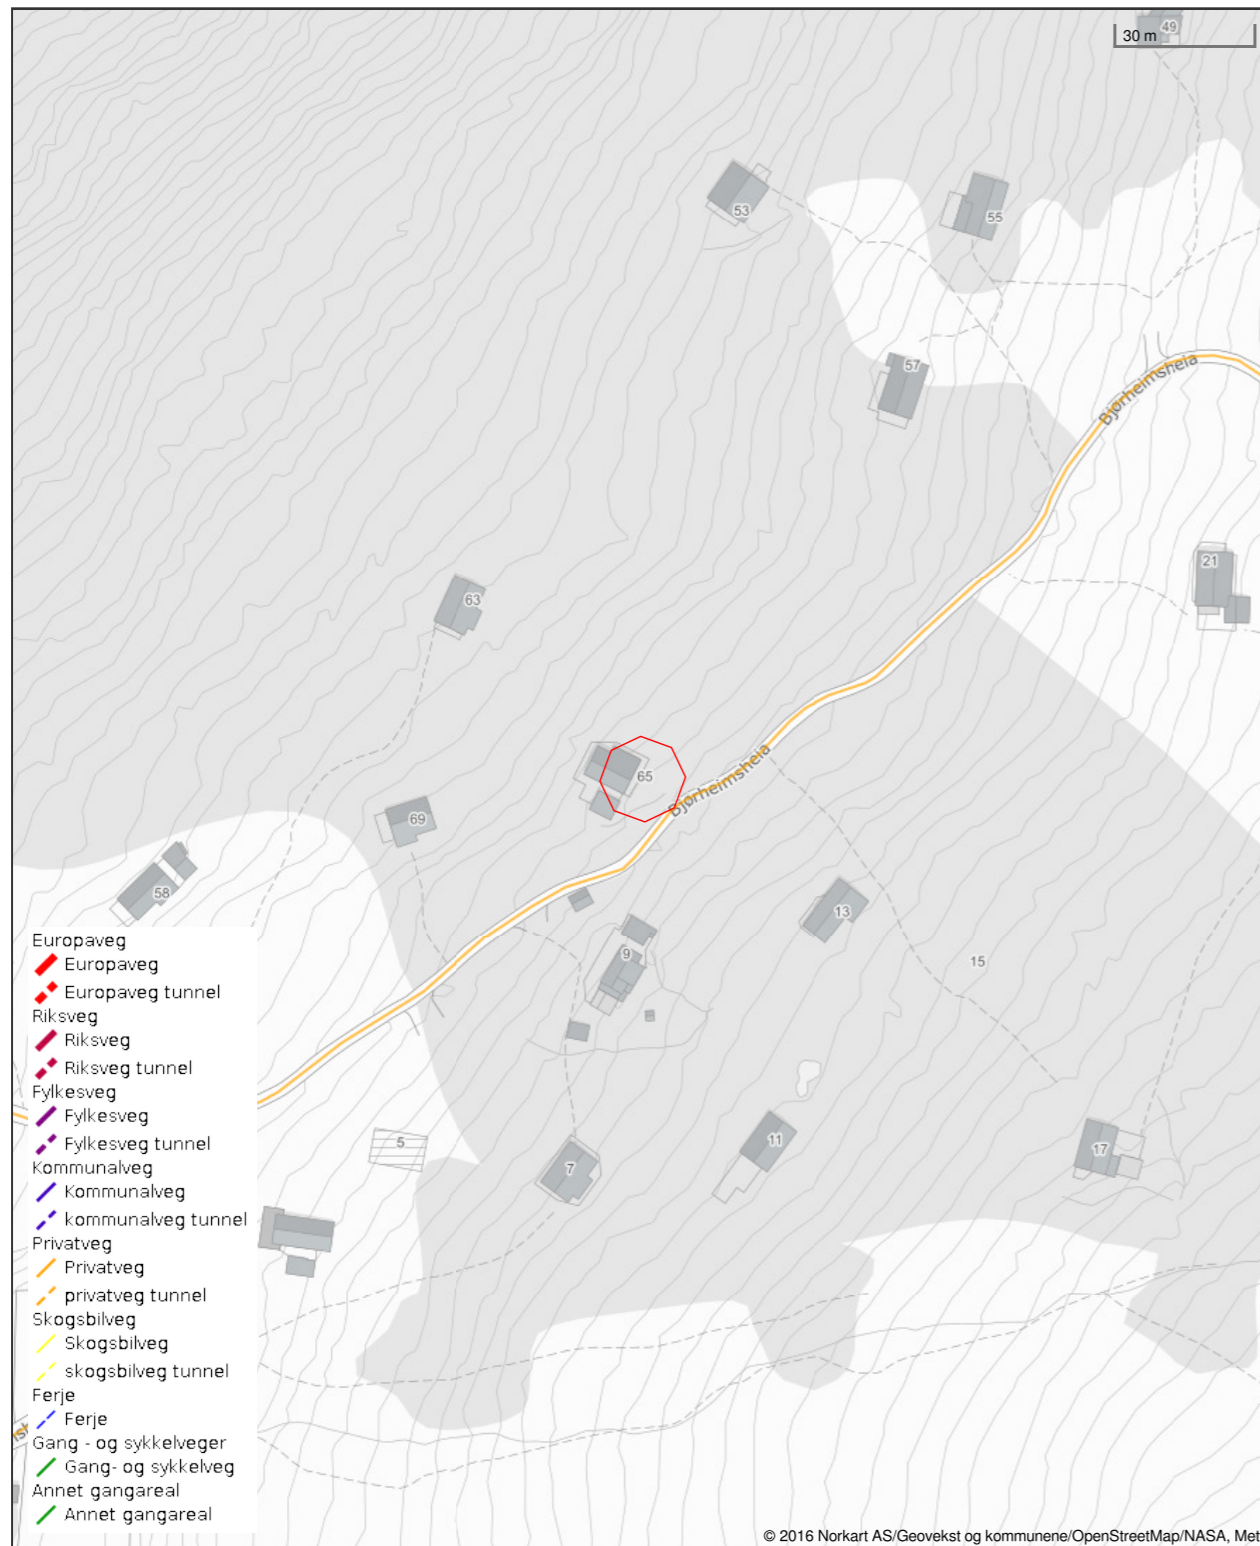 49
30 m
53
55
57
Bjørheimsheia
21
63
65
Bjørheimsheia
69
58
13
9
15
5
7
11
17
Europaveg
Europaveg
Europaveg tunnel
Riksveg
Riksveg
Riksveg tunnel
Fylkesveg
Fylkesveg
Fylkesveg tunnel
Kommunalveg
Kommunalveg
kommunalveg tunnel
Privatveg
Privatveg
privatveg tunnel
Skogsbilveg
Skogsbilveg
skogsbilveg tunnel
Ferje
Ferje
Gang - og sykkelveger
Gang- og sykkelveg
Annet gangareal
Annet gangareal
© 2016 Norkart AS/Geovekst og kommunene/OpenStreetMap/NASA, Met